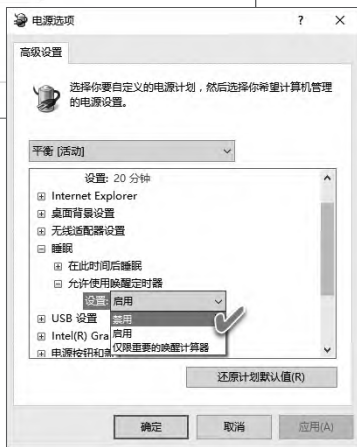 电源选项
? ×
高级设置
选择你要自定义的电源计划，然后选择你希望计算机管理
的电源设置。
平衡 [活动]
设置: 20 分钟
Internet Explorer
桌面背景设置
无线适配器设置
睡眠
在此时间后睡眠
允许使用唤醒定时器
设置: 启用
禁用
USB 设置
启用
Intel(R) Gra
仅限重要的唤醒计算器
电源按钮和
还原计划默认值(R)
确定
取消
应用(A)